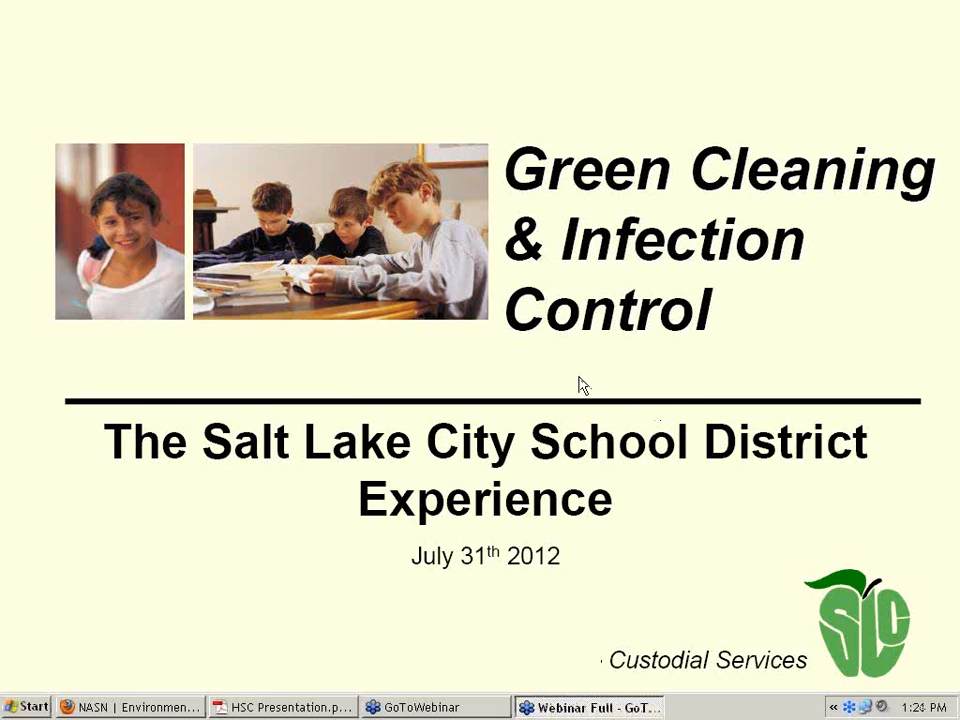 Green Cleaning
& Infection
Control
The Salt Lake City School District
Experience
July 31th 2012
SLC
Custodial Services
Start
NASN | Environmen...
HSC Presentation.p...
GoToWebinar
Webinar Full - GoT...
«
1:24 PM